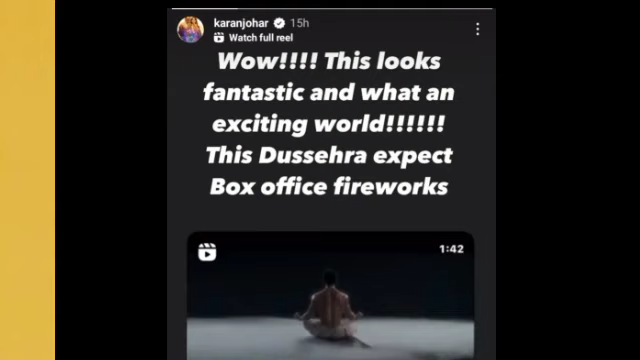 karanjohar 15h
Watch full reel
Wow!!!! This looks
fantastic and what an
exciting world!!!!!!
This Dussehra expect
Box office fireworks
1:42